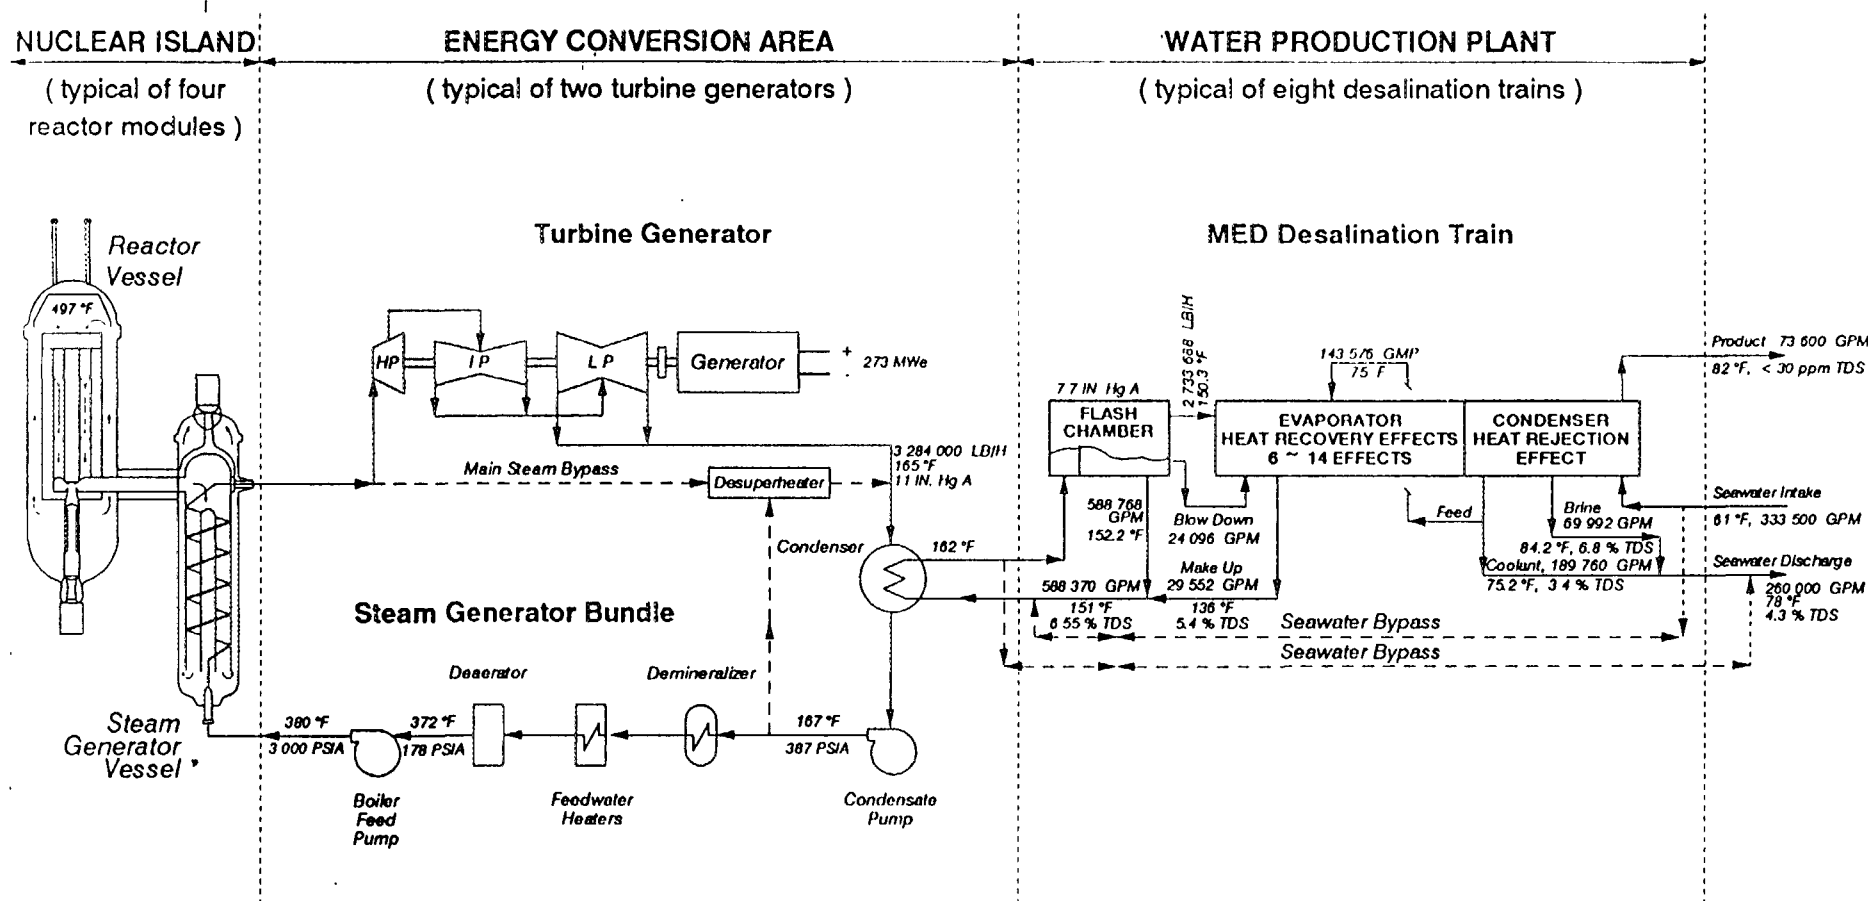 NUCLEAR ISLAND
( typical of four
reactor modules )
ENERGY CONVERSION AREA
( typical of two turbine generators )
WATER PRODUCTION PLANT
( typical of eight desalination trains )
Reactor
Vessel
497 °F
Steam
Generator
Vessel
Turbine Generator
HP
IP
LP
Generator
+
-
273 MWe
Main Steam Bypass
Desuperheater
3 284 000 LB/H
165 °F
11 IN. Hg A
Condenser
162 °F
Steam Generator Bundle
Deaerator
Demineralizer
380 °F
3 000 PSIA
372 °F
178 PSIA
167 °F
387 PSIA
Boiler
Feed
Pump
Feedwater
Heaters
Condensate
Pump
MED Desalination Train
7.7 IN Hg A
FLASH
CHAMBER
2 733 668 LB/H
150.3 °F
143 576 GMP
75 °F
EVAPORATOR
HEAT RECOVERY EFFECTS
6 ~ 14 EFFECTS
CONDENSER
HEAT REJECTION
EFFECT
Product 73 600 GPM
82 °F, < 30 ppm TDS
588 768
GPM
152.2 °F
Blow Down
24 096 GPM
Feed
Brine
69 992 GPM
84.2 °F, 6.8 % TDS
Seawater Intake
61 °F, 333 500 GPM
588 370 GPM
151 °F
6.55 % TDS
Make Up
29 552 GPM
136 °F
5.4 % TDS
Coolant, 189 760 GPM
75.2 °F, 3.4 % TDS
Seawater Discharge
260 000 GPM
78 °F
4.3 % TDS
Seawater Bypass
Seawater Bypass